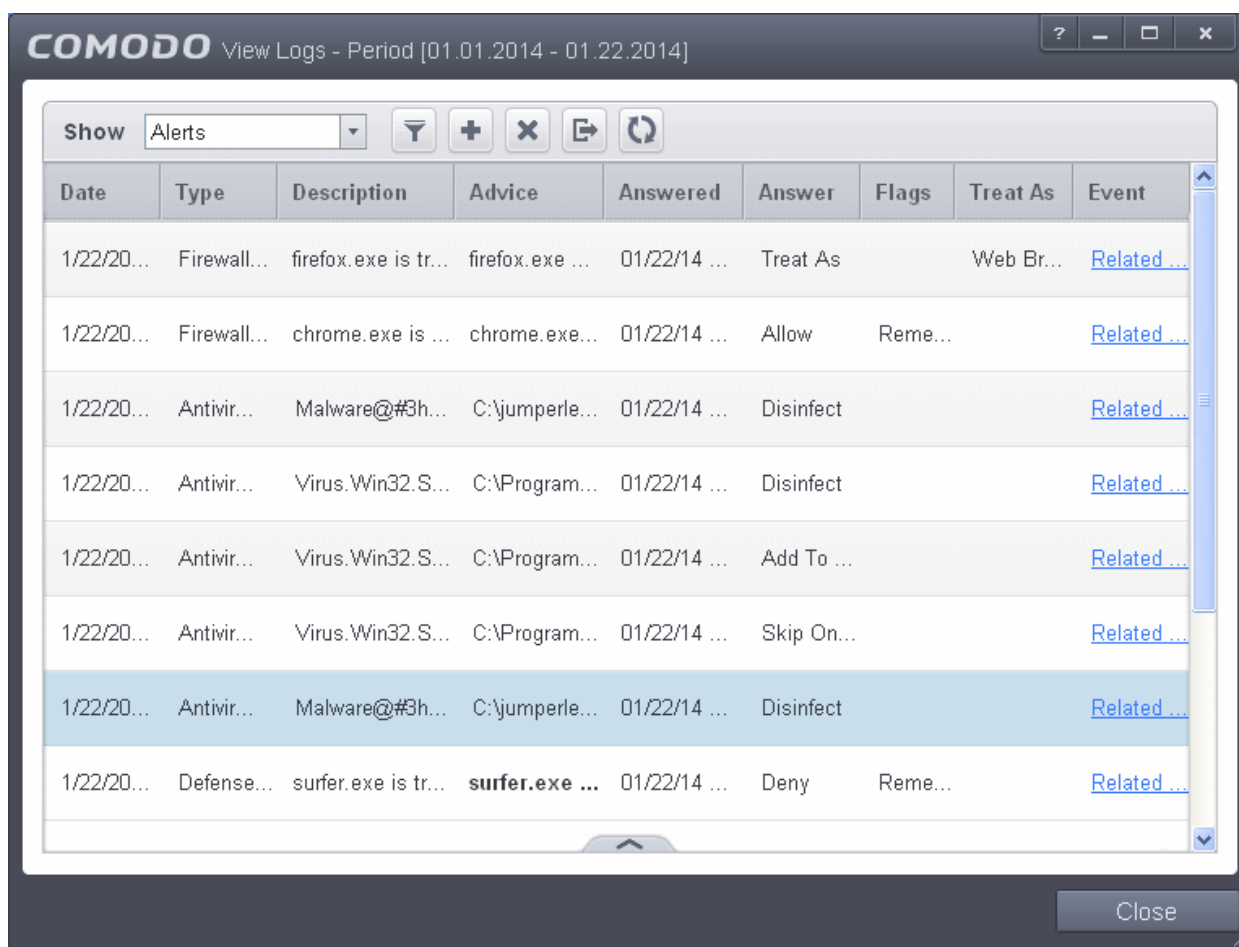 COMODO View Logs - Period [01.01.2014 - 01.22.2014] ?
Show Alerts
Date Type Description Advice Answered Answer Flags Treat As Event
1/22/20... Firewall... firefox.exe is tr... firefox.exe ... 01/22/14 ... Treat As Web Br... Related ...
1/22/20... Firewall... chrome.exe is ... chrome.exe... 01/22/14 ... Allow Reme... Related ...
1/22/20... Antivir... Malware@#3h... C:\jumperle... 01/22/14 ... Disinfect Related ...
1/22/20... Antivir... Virus.Win32.S... C:\Program... 01/22/14 ... Disinfect Related ...
1/22/20... Antivir... Virus.Win32.S... C:\Program... 01/22/14 ... Add To ... Related ...
1/22/20... Antivir... Virus.Win32.S... C:\Program... 01/22/14 ... Skip On... Related ...
1/22/20... Antivir... Malware@#3h... C:\jumperle... 01/22/14 ... Disinfect Related ...
1/22/20... Defense... surfer.exe is tr... surfer.exe ... 01/22/14 ... Deny Reme... Related ...
Close